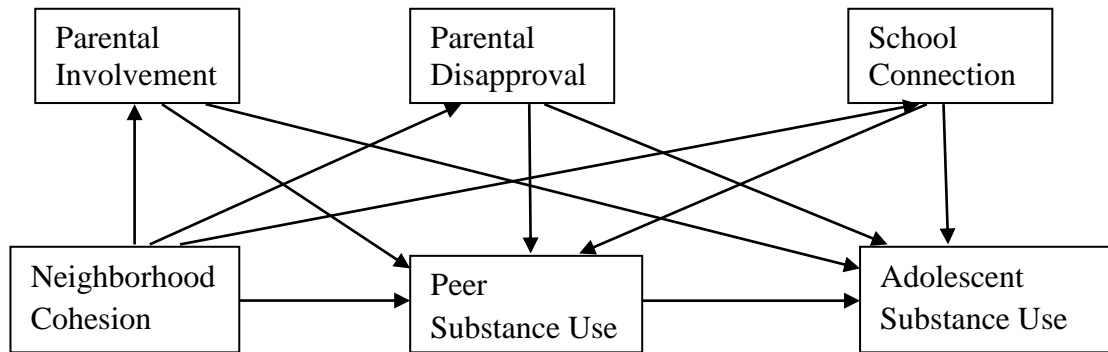 Parental
Involvement
Parental
Disapproval
School
Connection
Neighborhood
Cohesion
Peer
Substance Use
Adolescent
Substance Use